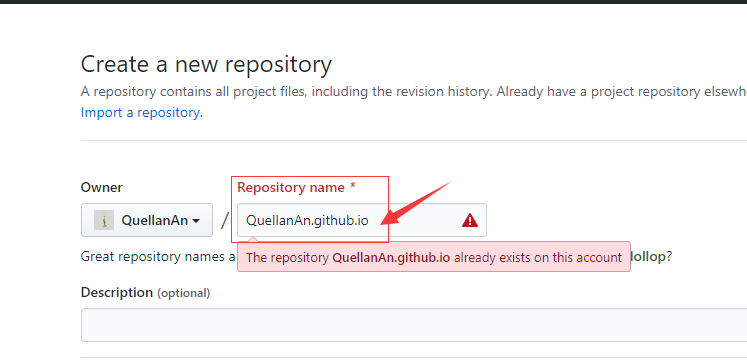 Create a new repository
A repository contains all project files, including the revision history. Already have a project repository
Import a repository.
Owner
Repository name *
QuellanAn
/
QuellanAn.github.io
Great repository names a
?
The repository QuellanAn.github.io already exists on this account
Description (optional)